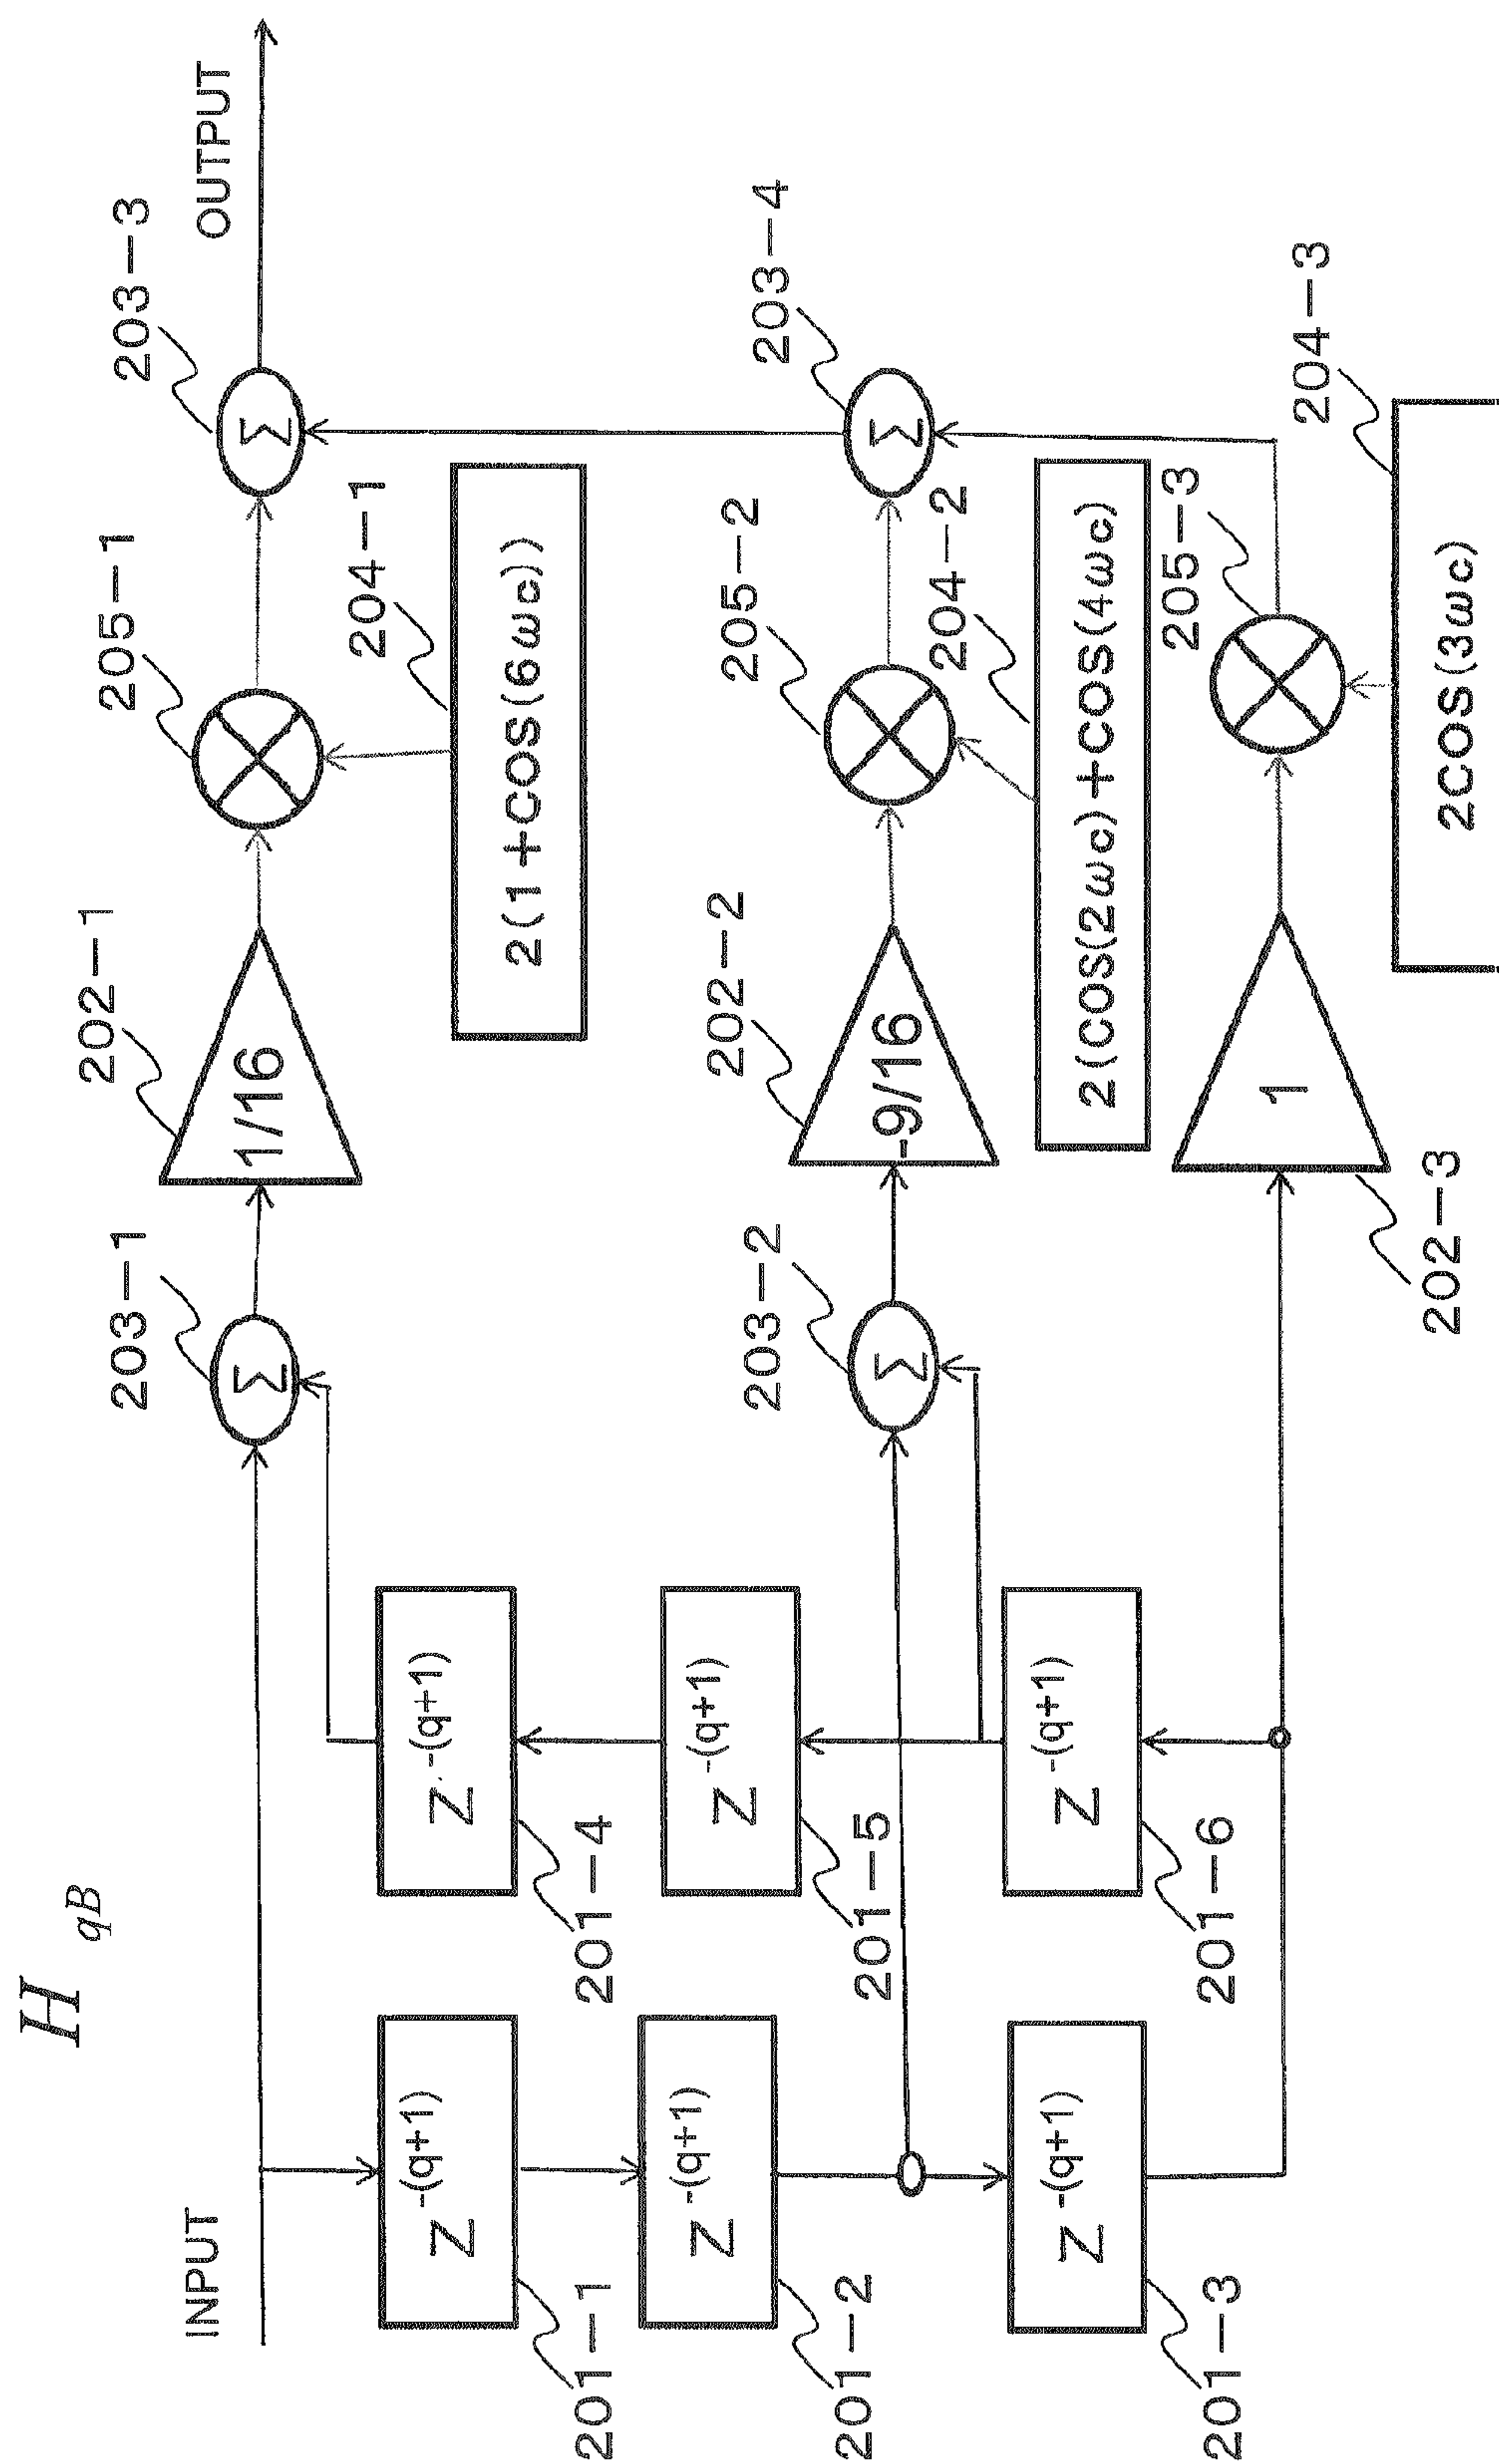 H qB
INPUT
OUTPUT
203-1
Σ
202-1
1/16
205-1
203-3
Σ
204-1
2(1+COS(6ωc))
201-1
Z -(q+1)
201-4
Z -(q+1)
201-2
Z -(q+1)
201-5
Z -(q+1)
203-2
Σ
202-2
-9/16
205-2
203-4
Σ
204-2
2(COS(2ωc)+COS(4ωc)
201-3
Z -(q+1)
201-6
Z -(q+1)
202-3
1
205-3
204-3
2COS(3ωc)